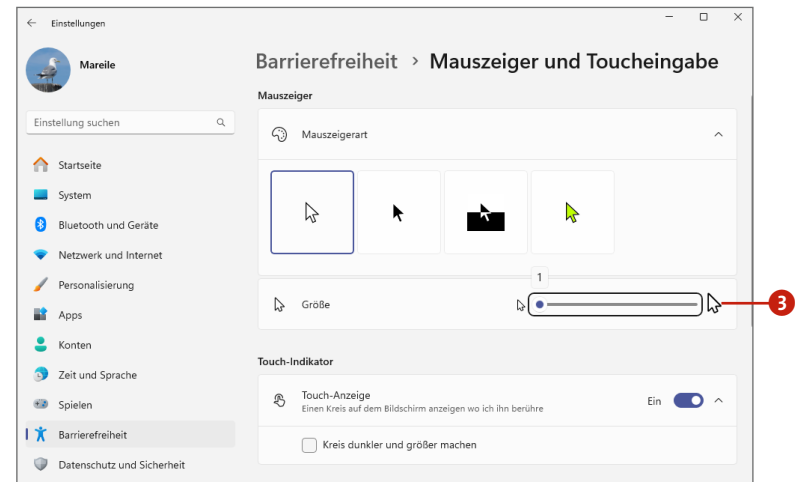 Einstellungen
Mareile
Einstellung suchen
Startseite
System
Bluetooth und Geräte
Netzwerk und Internet
Personalisierung
Apps
Konten
Zeit und Sprache
Spielen
Barrierefreiheit
Datenschutz und Sicherheit
Barrierefreiheit > Mauszeiger und Toucheingabe
Mauszeiger
Mauszeigerart
1
Größe
3
Touch-Indikator
Touch-Anzeige
Einen Kreis auf dem Bildschirm anzeigen wo ich ihn berühre
Ein
Kreis dunkler und größer machen